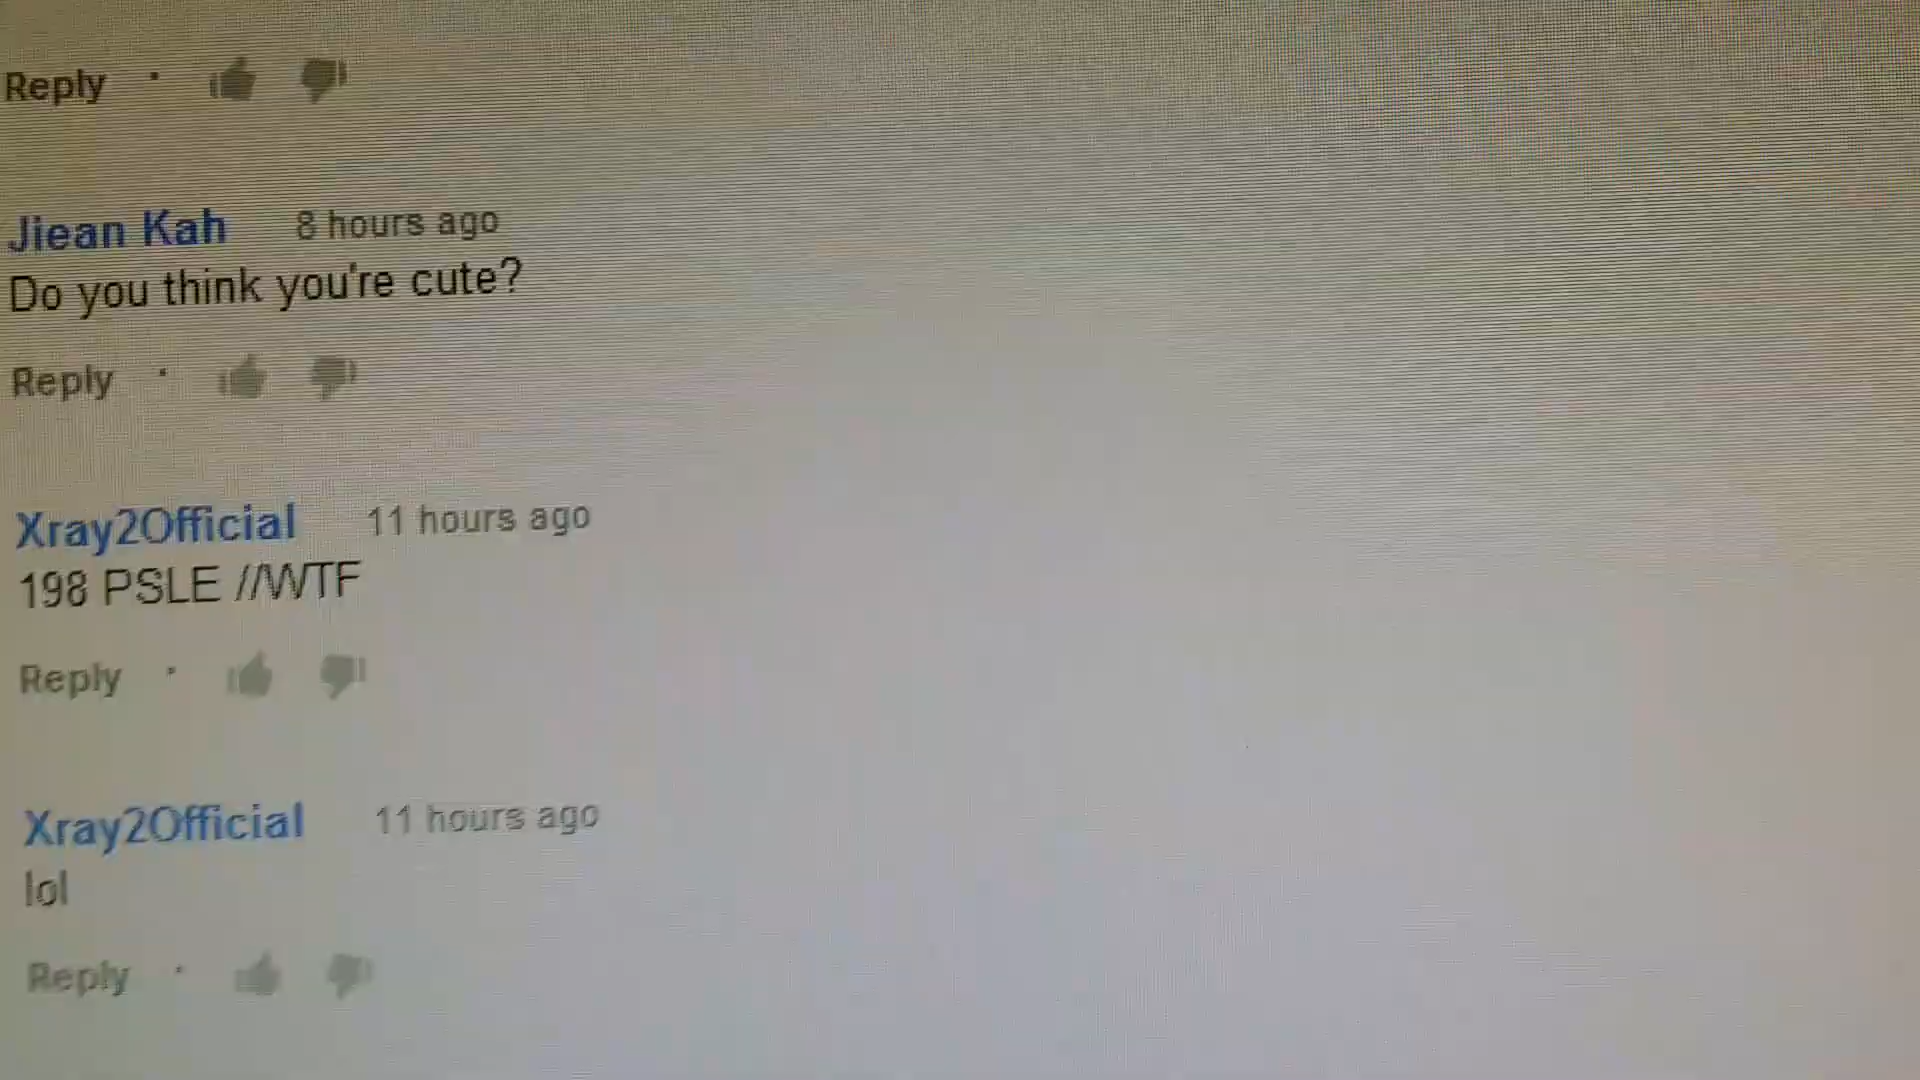 Reply
Jiean Kah 8 hours ago
Do you think you're cute?
Reply
Xray2Official 11 hours ago
198 PSLE //WTF
Reply
Xray2Official 11 hours ago
lol
Reply